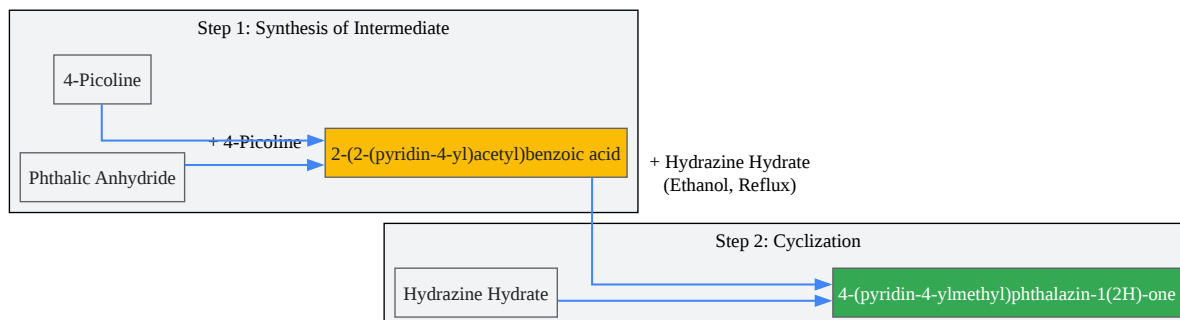 Step 1: Synthesis of Intermediate
4-Picoline
+ 4-Picoline
Phthalic Anhydride
2-(2-(pyridin-4-yl)acetyl)benzoic acid
+ Hydrazine Hydrate
(Ethanol, Reflux)
Step 2: Cyclization
Hydrazine Hydrate
4-(pyridin-4-ylmethyl)phthalazin-1(2H)-one